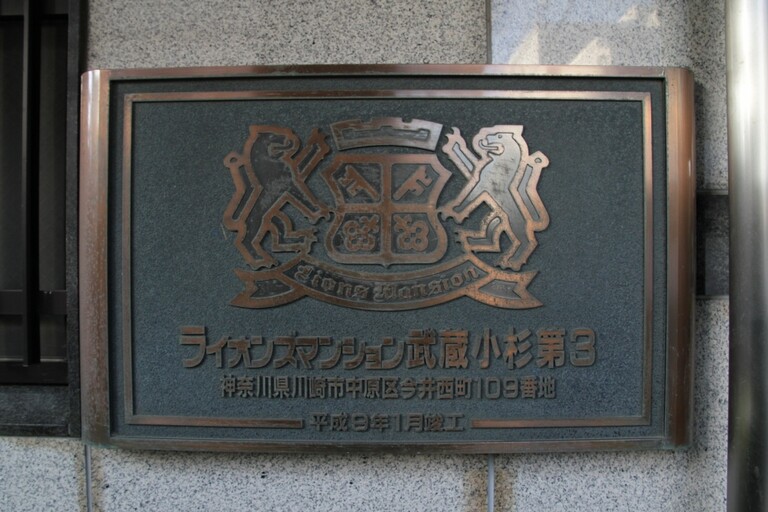 Lions Mansion
ライオンズマンション武蔵小杉第3
神奈川県川崎市中原区今井西町109番地
平成9年1月竣工